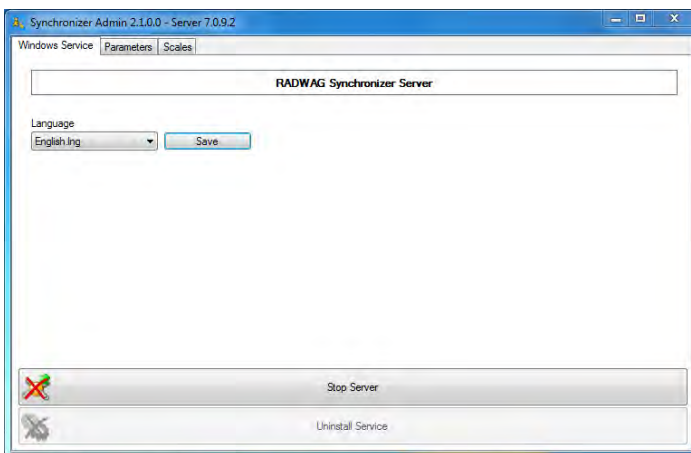 Synchronizer Admin 2.1.0.0 - Server 7.0.9.2
Windows Service Parameters Scales
RADWAG Synchronizer Server
Language
English.lng Save
Stop Server
Uninstall Service